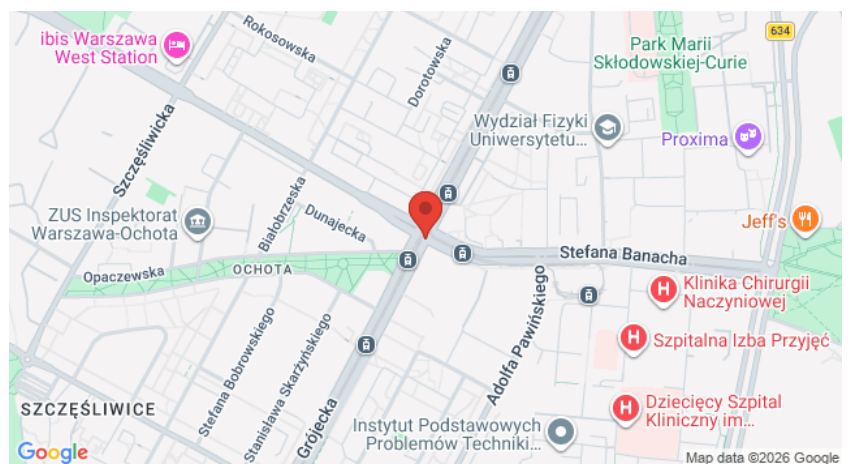 Rokosowska
ibis Warszawa
West Station
Dorotowska
634
Park Marii
Skłodowskiej-Curie
Wydział Fizyki
Uniwersytetu...
Proxima
Szczęśliwicka
Białobrzeska
Dunajecka
ZUS Inspektorat
Warszawa-Ochota
Jeff's
Stefana Banacha
Opaczewska
OCHOTA
Klinika Chirurgii
Naczyniowej
Adolfa Pawińskiego
Szpitalna Izba Przyjęć
Stefana Bobrowskiego
Stanisława Skarżyńskiego
Grójecka
SZCZĘŚLIWICE
Dziecięcy Szpital
Kliniczny im...
Instytut Podstawowych
Problemów Techniki...
Google
Map data ©2026 Google